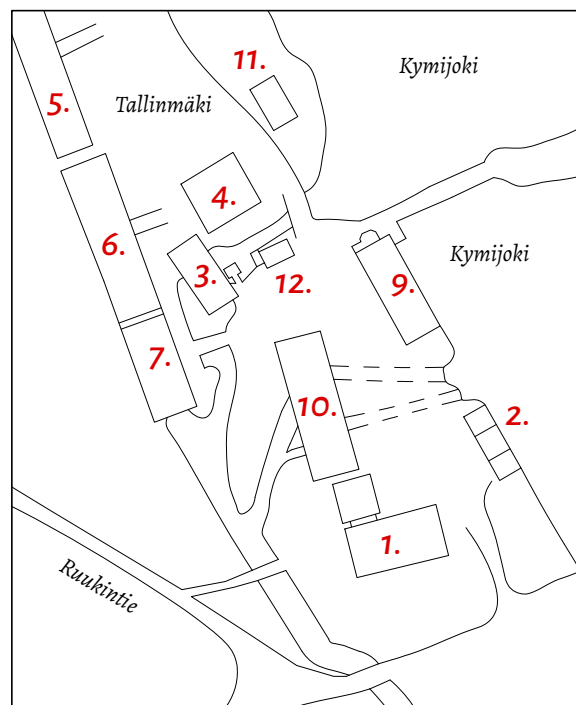 11.
Kymijoki
5.
Tallinmäki
4.
6.
3.
Kymijoki
12.
9.
7.
10.
2.
1.
Ruukintie